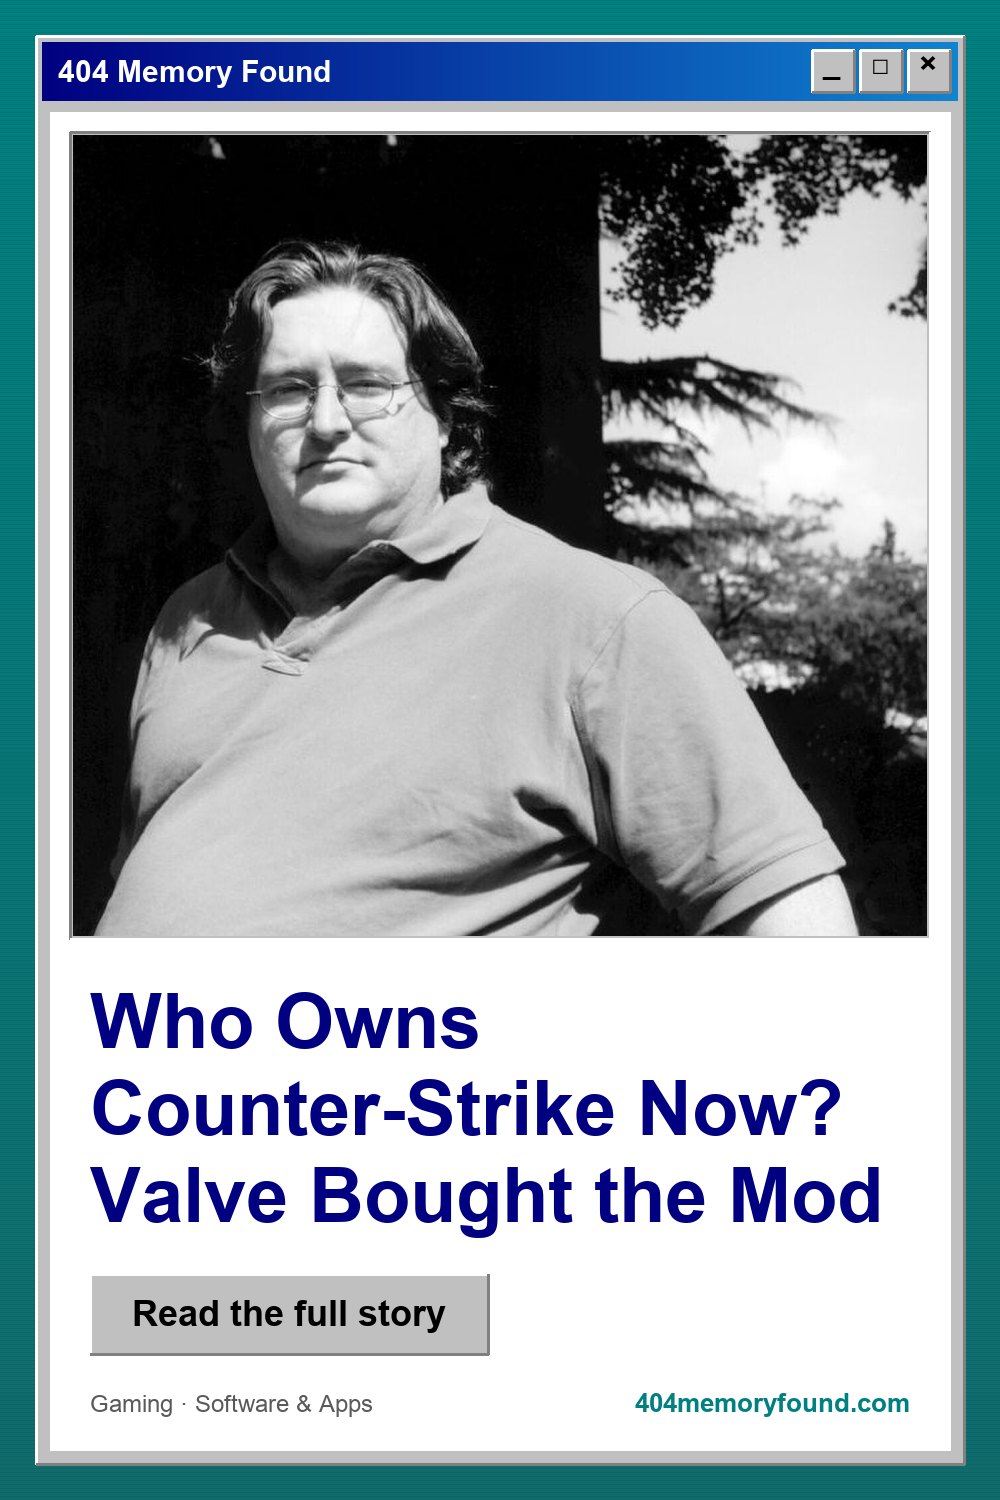 404 Memory Found
Who Owns
Counter-Strike Now?
Valve Bought the Mod
Read the full story
Gaming · Software & Apps
404memoryfound.com